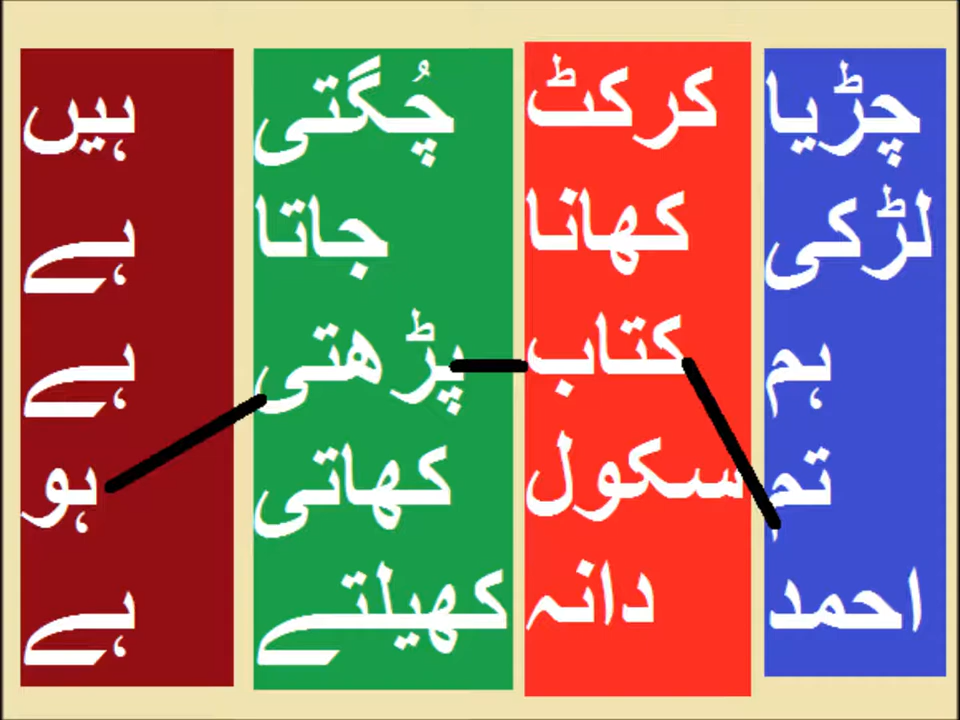 چڑیا
لڑکی
ہم
تم
احمد
کرکٹ
کھانا
کتاب
سکول
دانہ
چُگتی
جاتا
پڑھتی
کھاتی
کھیلتے
ہیں
ہے
ہے
ہو
ہے